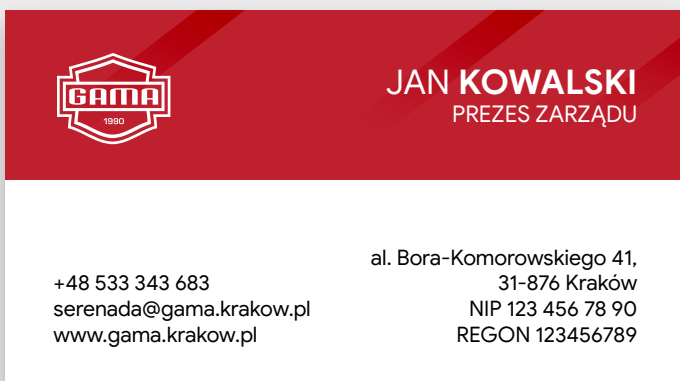 GAMA
1990
JAN KOWALSKI
PREZES ZARZĄDU
+48 533 343 683
serenada@gama.krakow.pl
www.gama.krakow.pl
al. Bora-Komorowskiego 41,
31-876 Kraków
NIP 123 456 78 90
REGON 123456789